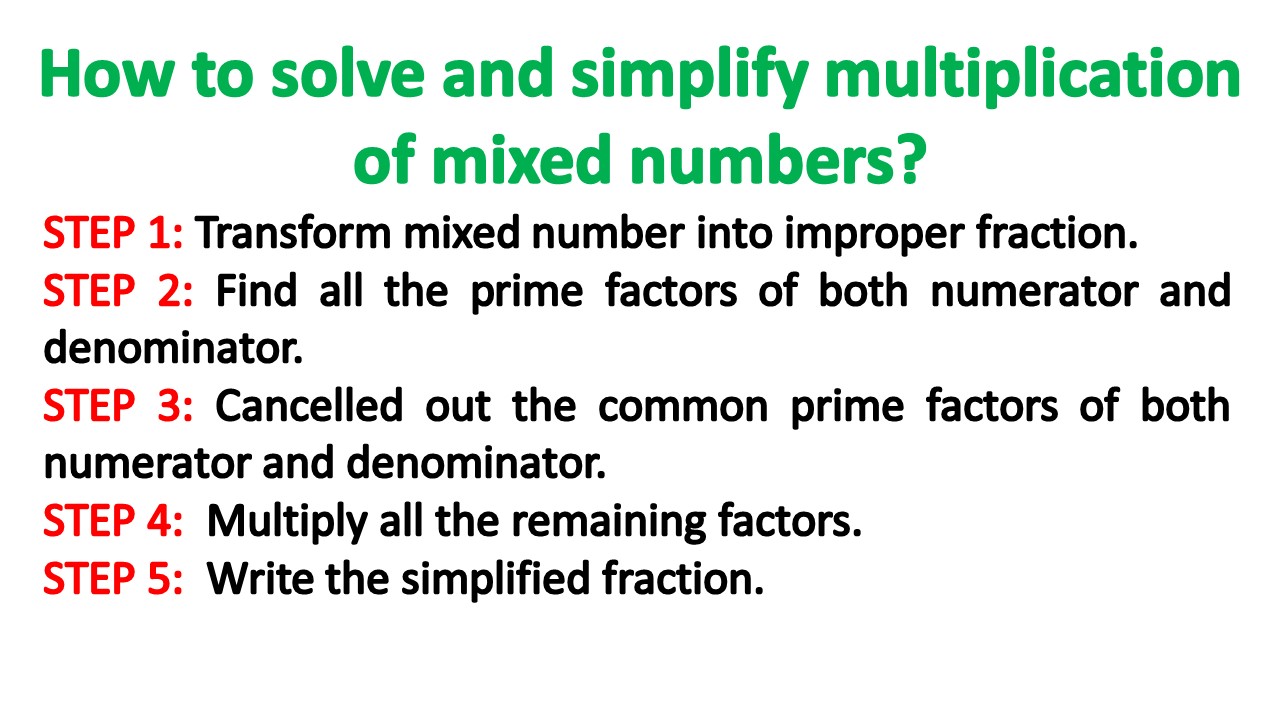 How to solve and simplify multiplication
of mixed numbers?
STEP 1: Transform mixed number into improper fraction.
STEP 2: Find all the prime factors of both numerator and
denominator.
STEP 3: Cancelled out the common prime factors of both
numerator and denominator.
STEP 4: Multiply all the remaining factors.
STEP 5: Write the simplified fraction.